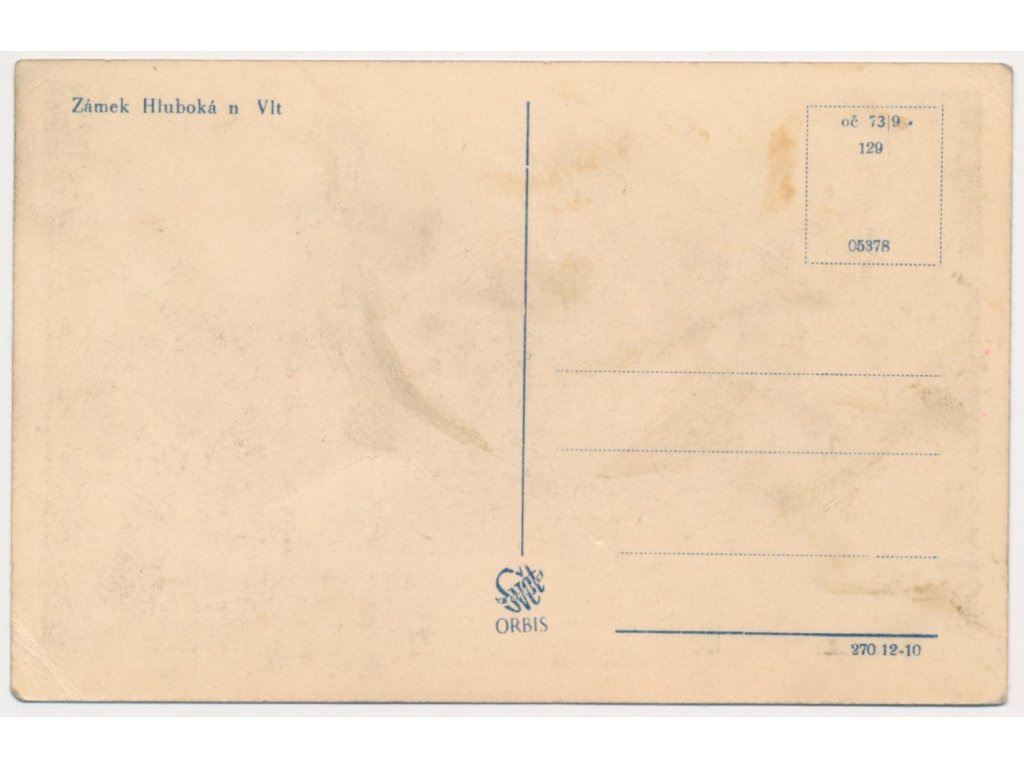 Zámek Hluboká n Vlt
oč 73|9 •
129
05378
Svět
ORBIS
270 12-10